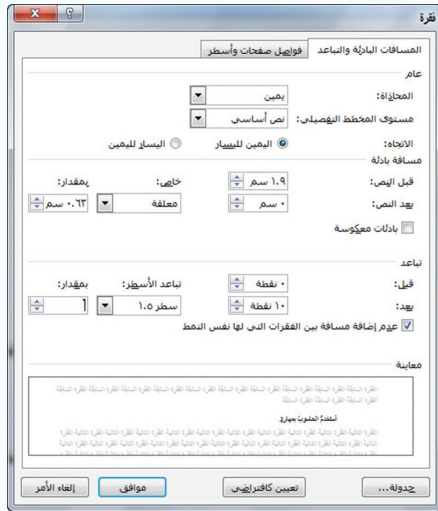 فقرة
المسافات البادئة والتباعد فواصل صفحات وأسطر
عام
المحاذاة: يمين
مستوى المخطط التفصيلي: نص أساسي
الاتجاه: اليمين لليسار اليسار لليمين
مسافة بادئة
قبل النص: ١.٩ سم خاص: بمقدار:
بعد النص: ٠ سم معلقة ٠.٦٣ سم
بادئات معكوسة
تباعد
قبل: ٠ نقطة تباعد الأسطر: بمقدار:
بعد: ١٠ نقطة سطر ١.٥
عدم إضافة مسافة بين الفقرات التي لها نفس النمط
معاينة
جدولة... تعيين كافتراضي موافق إلغاء الأمر